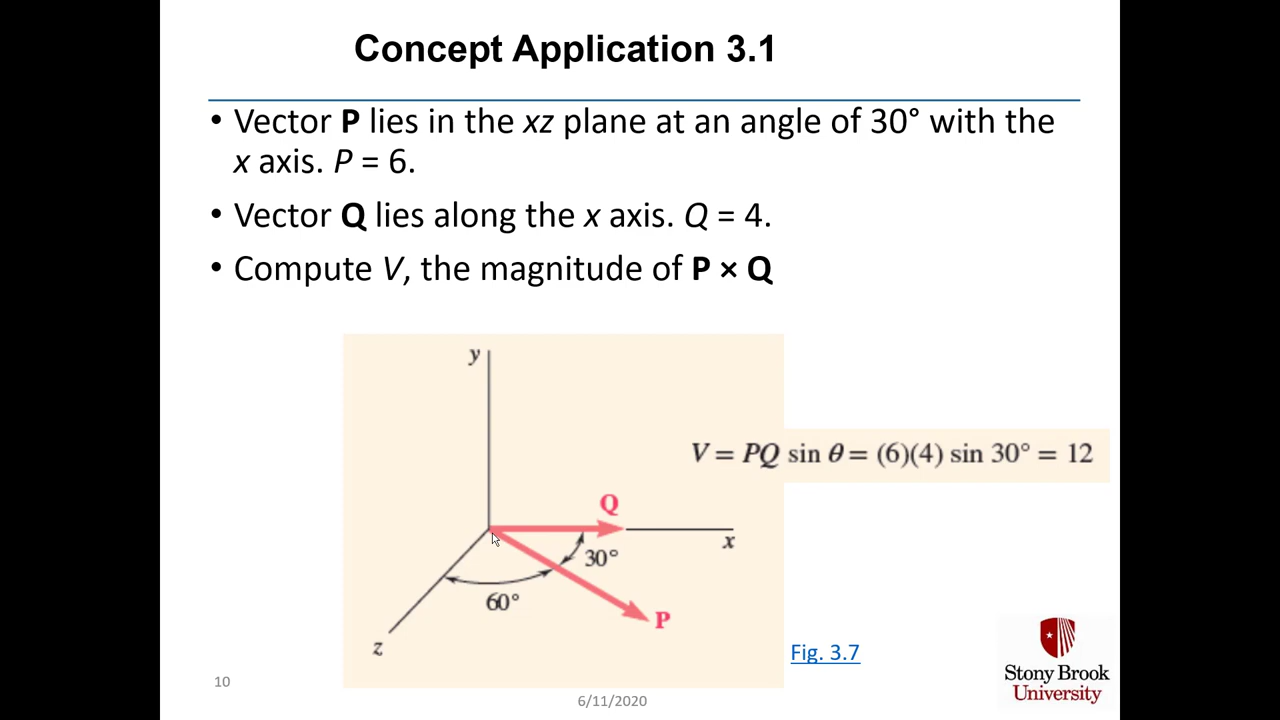 Concept Application 3.1
• Vector P lies in the xz plane at an angle of 30° with the
x axis. P = 6.
• Vector Q lies along the x axis. Q = 4.
• Compute V, the magnitude of P × Q
y
V = PQ sin θ = (6)(4) sin 30° = 12
Q
x
30°
60°
P
z
Fig. 3.7
Stony Brook
University
10
6/11/2020